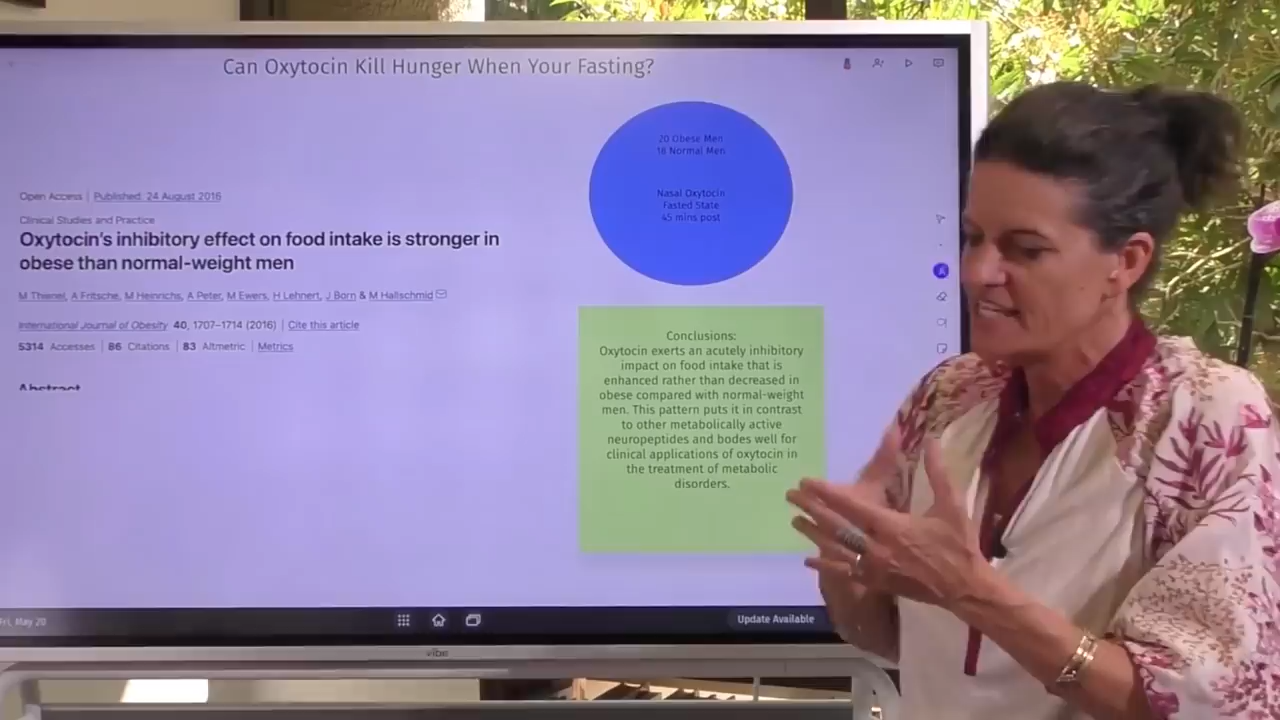 Can Oxytocin Kill Hunger When Your Fasting?
Open Access | Published: 24 August 2016
Clinical Studies and Practice
Oxytocin's inhibitory effect on food intake is stronger in
obese than normal-weight men
M Thienel, A Fritsche, M Heinrichs, A Peter, M Ewers, H Lehnert, J Born & M Hallschmid
International Journal of Obesity 40, 1707–1714 (2016) | Cite this article
5314 Accesses | 86 Citations | 83 Altmetric | Metrics
Abstract
20 Obese Men
18 Normal Men
Nasal Oxytocin
Fasted State
45 mins post
Conclusions:
Oxytocin exerts an acutely inhibitory
impact on food intake that is
enhanced rather than decreased in
obese compared with normal-weight
men. This pattern puts it in contrast
to other metabolically active
neuropeptides and bodes well for
clinical applications of oxytocin in
the treatment of metabolic
disorders.
Fri, May 20
Update Available
vibe